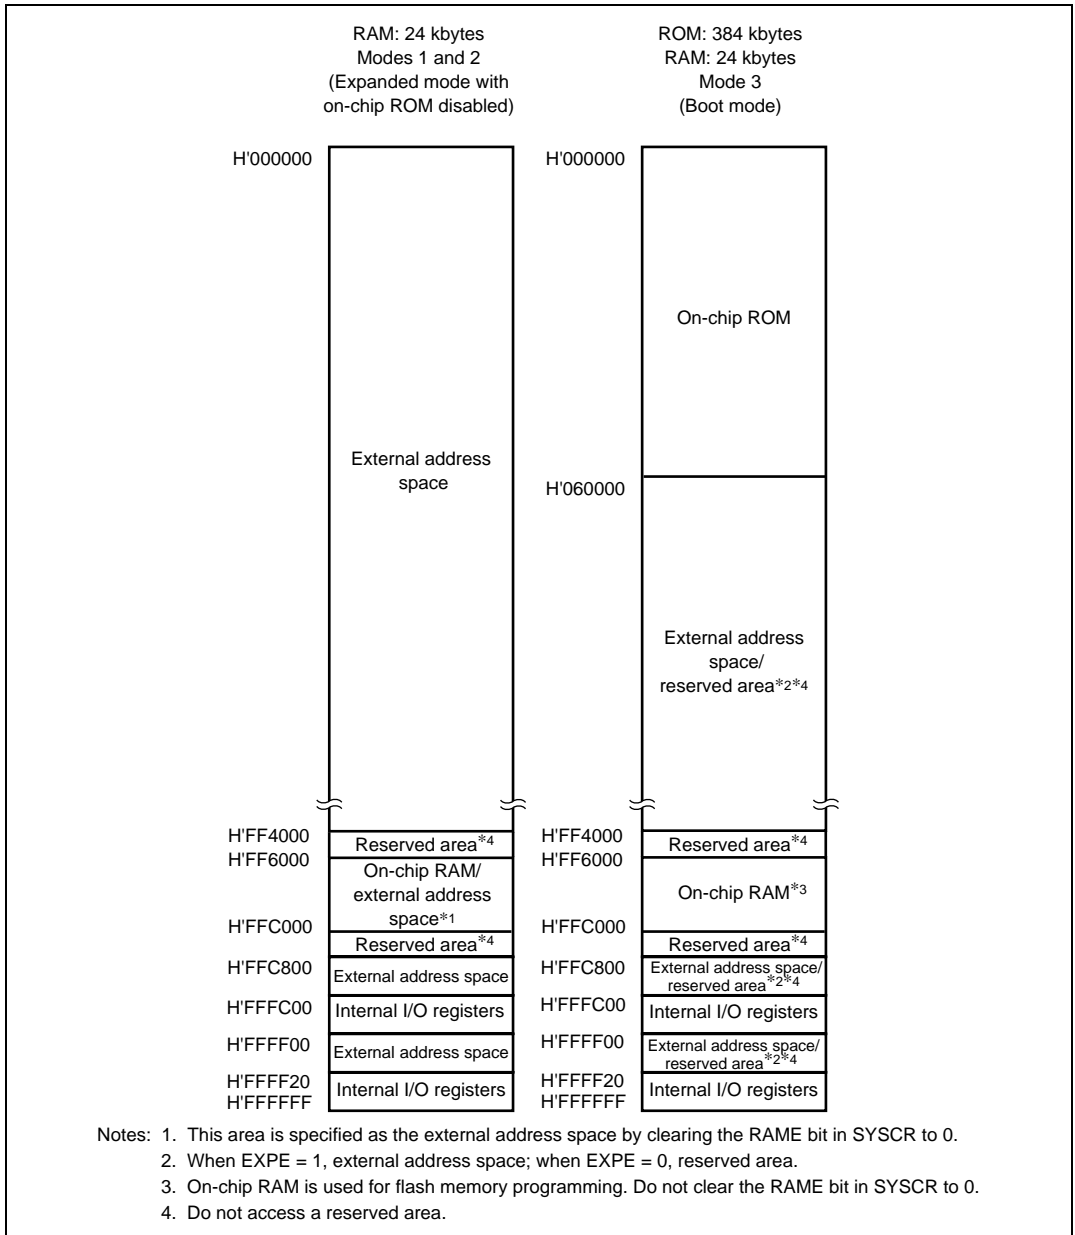 RAM: 24 kbytes
Modes 1 and 2
(Expanded mode with
on-chip ROM disabled)
ROM: 384 kbytes
RAM: 24 kbytes
Mode 3
(Boot mode)
H'000000
External address
space
H'FF4000
Reserved area*4
H'FF6000
On-chip RAM/
external address
space*1
H'FFC000
Reserved area*4
H'FFC800
External address space
H'FFFC00
Internal I/O registers
H'FFFF00
External address space
H'FFFF20
Internal I/O registers
H'FFFFFF
H'000000
On-chip ROM
H'060000
External address
space/
reserved area*2*4
H'FF4000
Reserved area*4
H'FF6000
On-chip RAM*3
H'FFC000
Reserved area*4
H'FFC800
External address space/
reserved area*2*4
H'FFFC00
Internal I/O registers
H'FFFF00
External address space/
reserved area*2*4
H'FFFF20
Internal I/O registers
H'FFFFFF
Notes: 1. This area is specified as the external address space by clearing the RAME bit in SYSCR to 0.
2. When EXPE = 1, external address space; when EXPE = 0, reserved area.
3. On-chip RAM is used for flash memory programming. Do not clear the RAME bit in SYSCR to 0.
4. Do not access a reserved area.